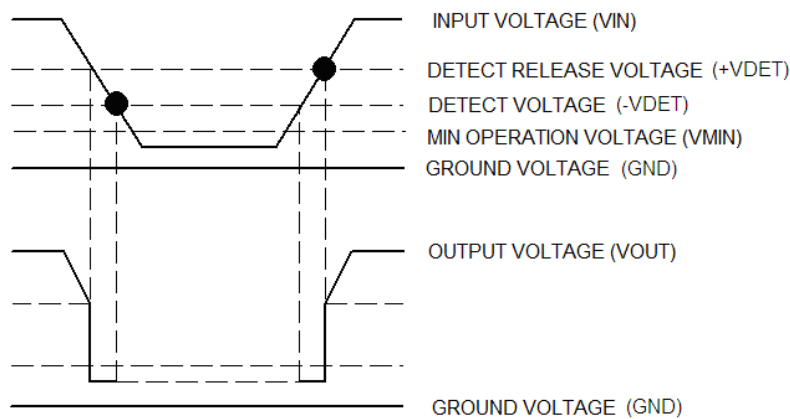 INPUT VOLTAGE (VIN)
DETECT RELEASE VOLTAGE (+VDET)
DETECT VOLTAGE (-VDET)
MIN OPERATION VOLTAGE (VMIN)
GROUND VOLTAGE (GND)
OUTPUT VOLTAGE (VOUT)
GROUND VOLTAGE (GND)